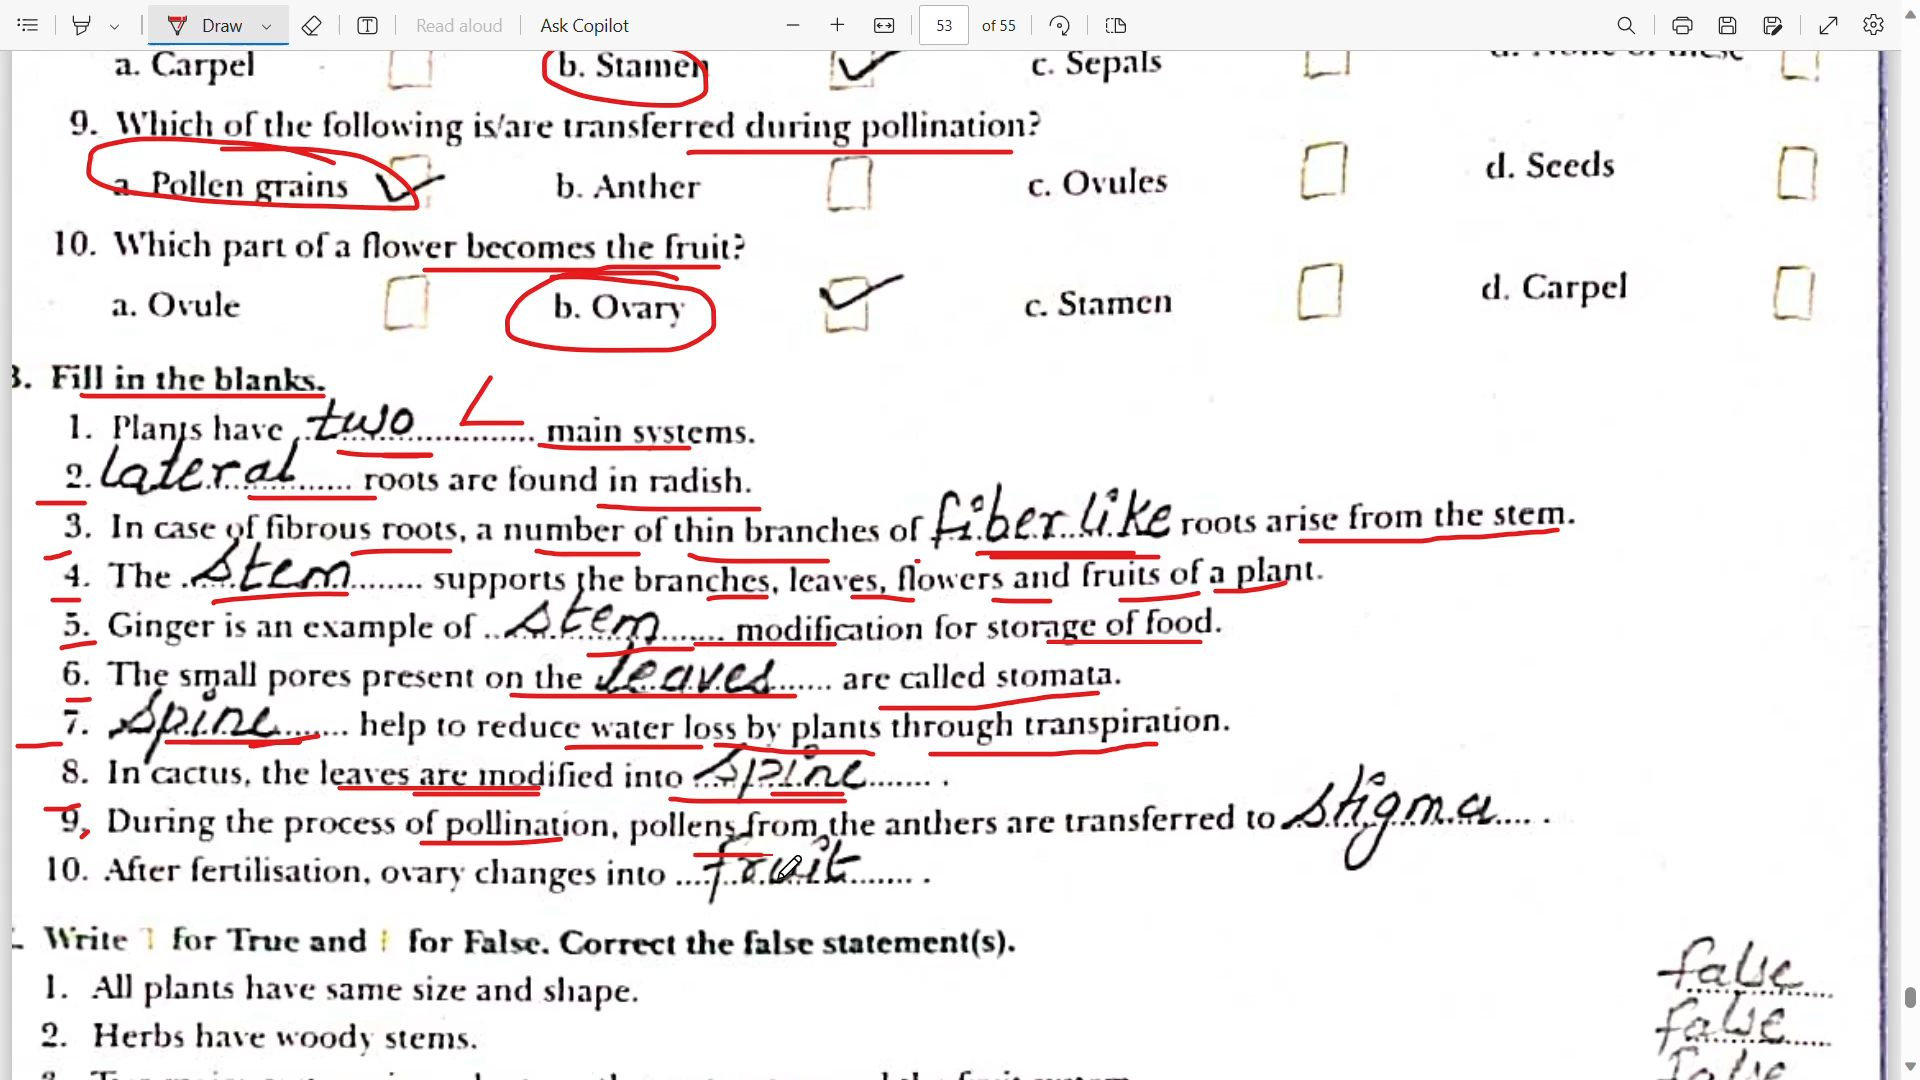 Draw
T
Read aloud
Ask Copilot
53 of 55
a. Carpel b. Stamen c. Sepals
9. Which of the following is/are transferred during pollination?
a. Pollen grains b. Anther c. Ovules d. Seeds
10. Which part of a flower becomes the fruit?
a. Ovule b. Ovary c. Stamen d. Carpel
Fill in the blanks.
1. Plants have two main systems.
2. lateral roots are found in radish.
3. In case of fibrous roots, a number of thin branches of fiber like roots arise from the stem.
4. The stem supports the branches, leaves, flowers and fruits of a plant.
5. Ginger is an example of stem modification for storage of food.
6. The small pores present on the leaves are called stomata.
7. Spine help to reduce water loss by plants through transpiration.
8. In cactus, the leaves are modified into spine .
9. During the process of pollination, pollens from the anthers are transferred to stigma .
10. After fertilisation, ovary changes into fruit .
Write for True and for False. Correct the false statement(s).
1. All plants have same size and shape. false
2. Herbs have woody stems. false
false